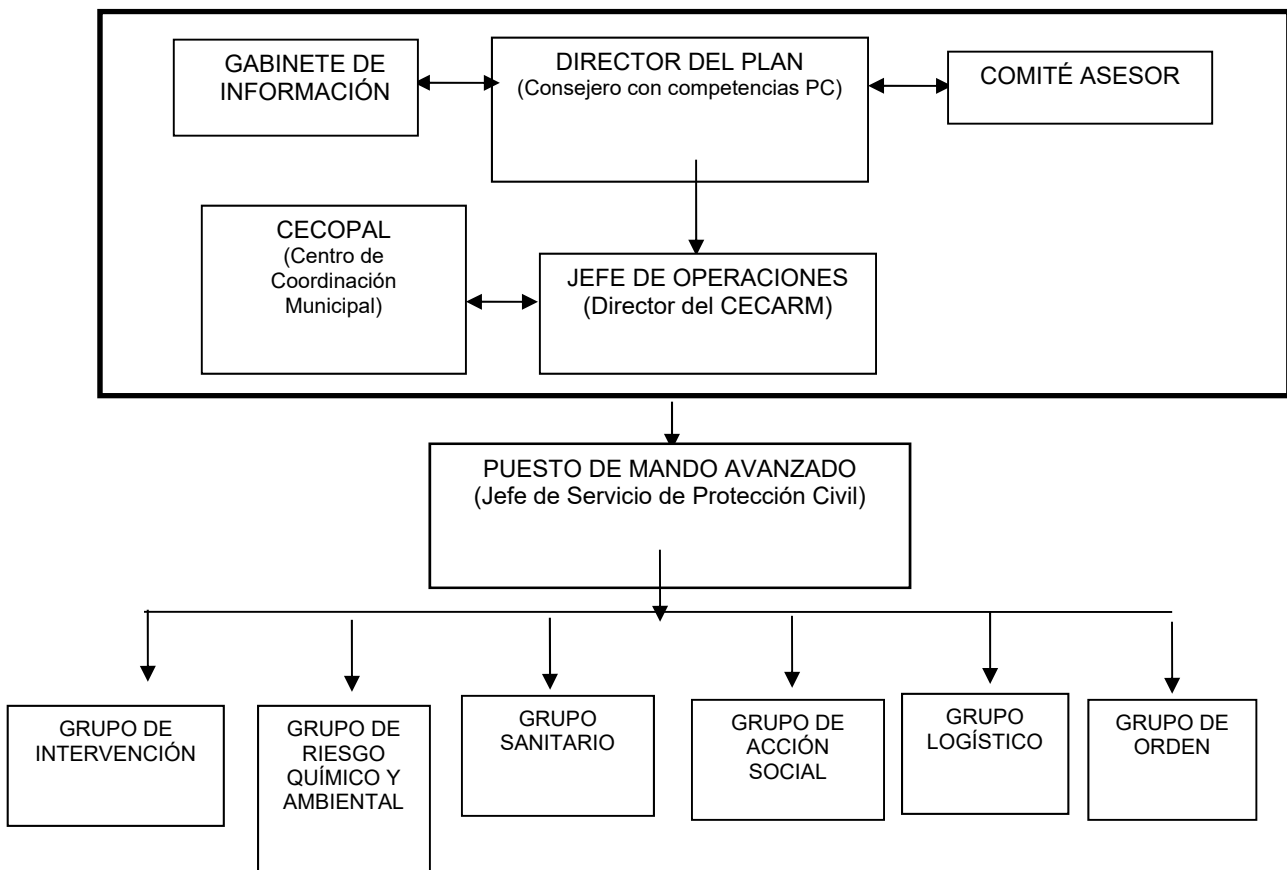 GABINETE DE
INFORMACIÓN
DIRECTOR DEL PLAN
(Consejero con competencias PC)
COMITÉ ASESOR
CECOPAL
(Centro de
Coordinación
Municipal)
JEFE DE OPERACIONES
(Director del CECARM)
PUESTO DE MANDO AVANZADO
(Jefe de Servicio de Protección Civil)
GRUPO DE
INTERVENCIÓN
GRUPO DE
RIESGO
QUÍMICO Y
AMBIENTAL
GRUPO
SANITARIO
GRUPO DE
ACCIÓN
SOCIAL
GRUPO
LOGÍSTICO
GRUPO DE
ORDEN